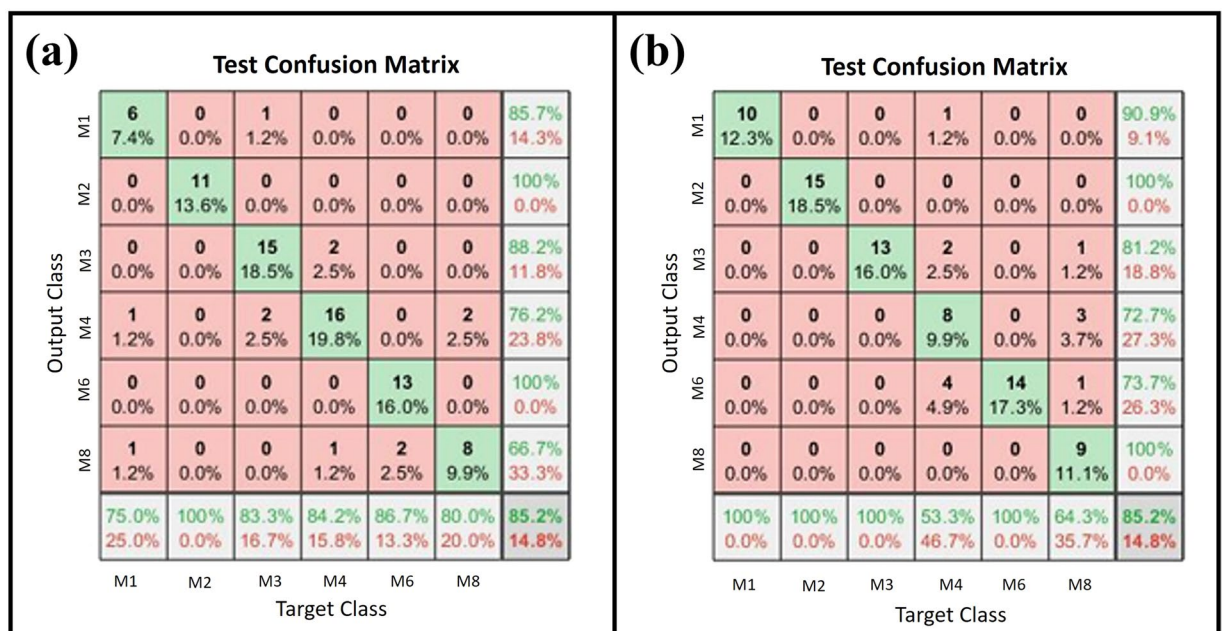 (a)
Test Confusion Matrix
Output Class
M1
6 0 1 0 0 0 85.7%
7.4% 0.0% 1.2% 0.0% 0.0% 0.0% 14.3%
M2
0 11 0 0 0 0 100%
0.0% 13.6% 0.0% 0.0% 0.0% 0.0% 0.0%
M3
0 0 15 2 0 0 88.2%
0.0% 0.0% 18.5% 2.5% 0.0% 0.0% 11.8%
M4
1 0 2 16 0 2 76.2%
1.2% 0.0% 2.5% 19.8% 0.0% 2.5% 23.8%
M6
0 0 0 0 13 0 100%
0.0% 0.0% 0.0% 0.0% 16.0% 0.0% 0.0%
M8
1 0 0 1 2 8 66.7%
1.2% 0.0% 0.0% 1.2% 2.5% 9.9% 33.3%
75.0% 100% 83.3% 84.2% 86.7% 80.0% 85.2%
25.0% 0.0% 16.7% 15.8% 13.3% 20.0% 14.8%
M1 M2 M3 M4 M6 M8
Target Class
(b)
Test Confusion Matrix
Output Class
M1
10 0 0 1 0 0 90.9%
12.3% 0.0% 0.0% 1.2% 0.0% 0.0% 9.1%
M2
0 15 0 0 0 0 100%
0.0% 18.5% 0.0% 0.0% 0.0% 0.0% 0.0%
M3
0 0 13 2 0 1 81.2%
0.0% 0.0% 16.0% 2.5% 0.0% 1.2% 18.8%
M4
0 0 0 8 0 3 72.7%
0.0% 0.0% 0.0% 9.9% 0.0% 3.7% 27.3%
M6
0 0 0 4 14 1 73.7%
0.0% 0.0% 0.0% 4.9% 17.3% 1.2% 26.3%
M8
0 0 0 0 0 9 100%
0.0% 0.0% 0.0% 0.0% 0.0% 11.1% 0.0%
100% 100% 100% 53.3% 100% 64.3% 85.2%
0.0% 0.0% 0.0% 46.7% 0.0% 35.7% 14.8%
M1 M2 M3 M4 M6 M8
Target Class